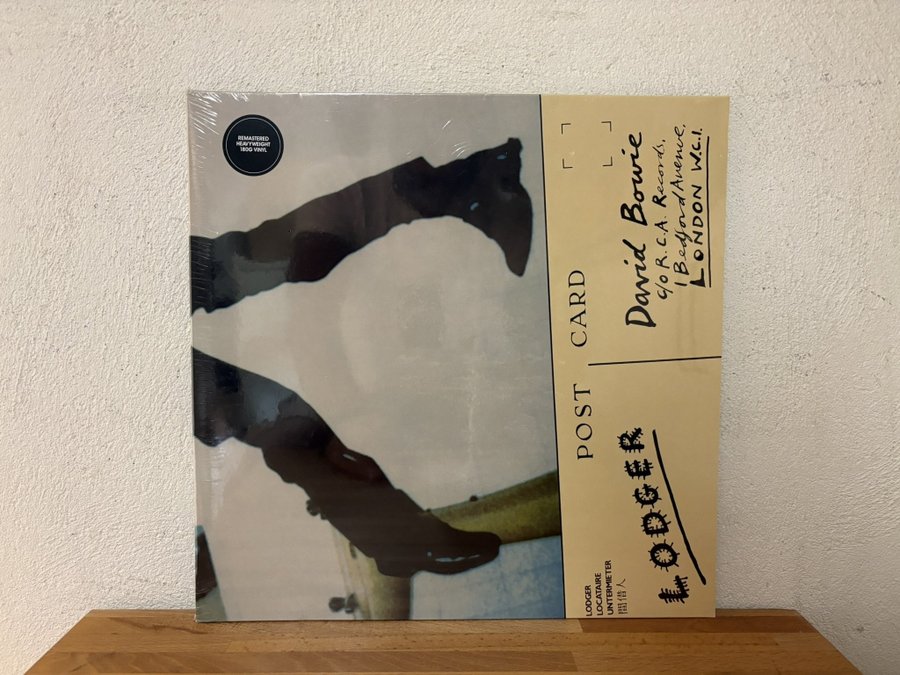 REMASTERED
HEAVYWEIGHT
180G VINYL
POST CARD
David Bowie
c/o R.C.A. Records,
1 Bedford Avenue,
LONDON W.C.1.
LODGER
LODGER
LOCATAIRE
UNTERMIETER